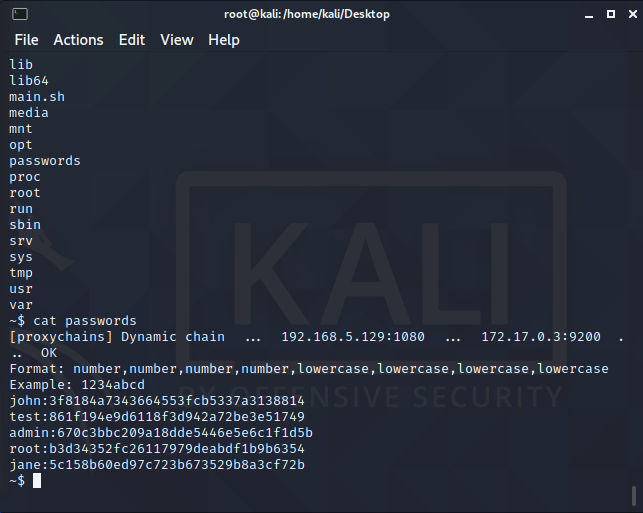 root@kali:/home/kali/Desktop
File Actions Edit View Help
lib
lib64
main.sh
media
mnt
opt
passwords
proc
root
run
sbin
srv
sys
tmp
usr
var
~$ cat passwords
[proxychains] Dynamic chain ... 192.168.5.129:1080 ... 172.17.0.3:9200 .
.. OK
Format: number,number,number,number,lowercase,lowercase,lowercase,lowercase
Example: 1234abcd
john:3f8184a7343664553fcb5337a3138814
test:861f194e9d6118f3d942a72be3e51749
admin:670c3bbc209a18dde5446e5e6c1f1d5b
root:b3d34352fc26117979deabdf1b9b6354
jane:5c158b60ed97c723b673529b8a3cf72b
~$
KALI
BY OFFENSIVE SECURITY